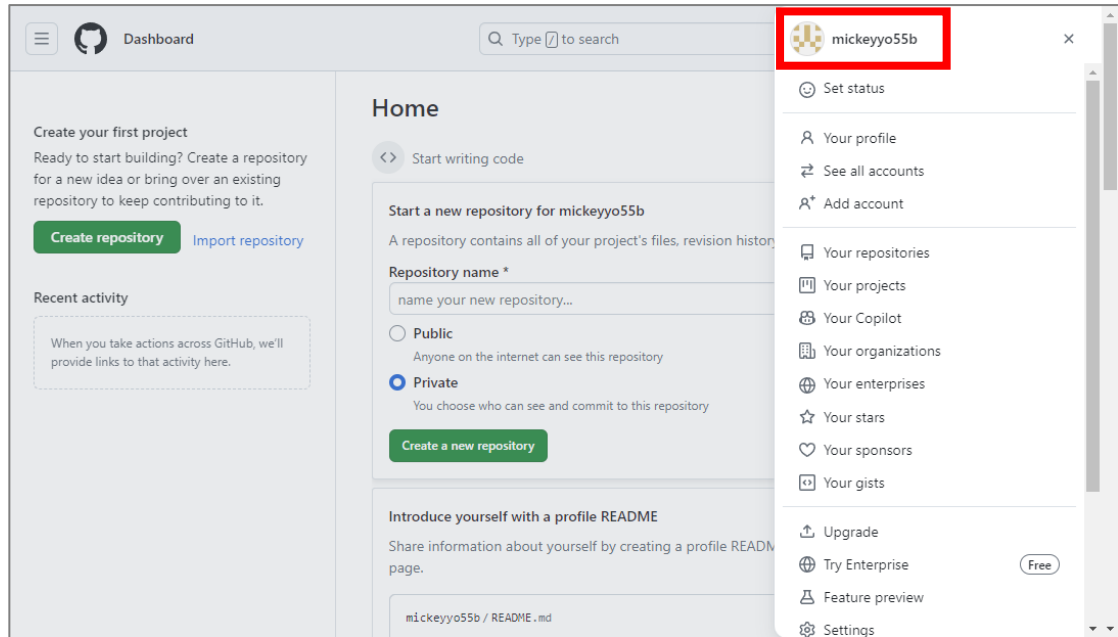 Dashboard
Type / to search
mickeyyo55b
Create your first project
Ready to start building? Create a repository
for a new idea or bring over an existing
repository to keep contributing to it.
Create repository
Import repository
Recent activity
When you take actions across GitHub, we'll
provide links to that activity here.
Home
Start writing code
Start a new repository for mickeyyo55b
A repository contains all of your project's files, revision history
Repository name *
name your new repository...
Public
Anyone on the internet can see this repository
Private
You choose who can see and commit to this repository
Create a new repository
Introduce yourself with a profile README
Share information about yourself by creating a profile READM
page.
mickeyyo55b / README.md
Set status
Your profile
See all accounts
Add account
Your repositories
Your projects
Your Copilot
Your organizations
Your enterprises
Your stars
Your sponsors
Your gists
Upgrade
Try Enterprise Free
Feature preview
Settings